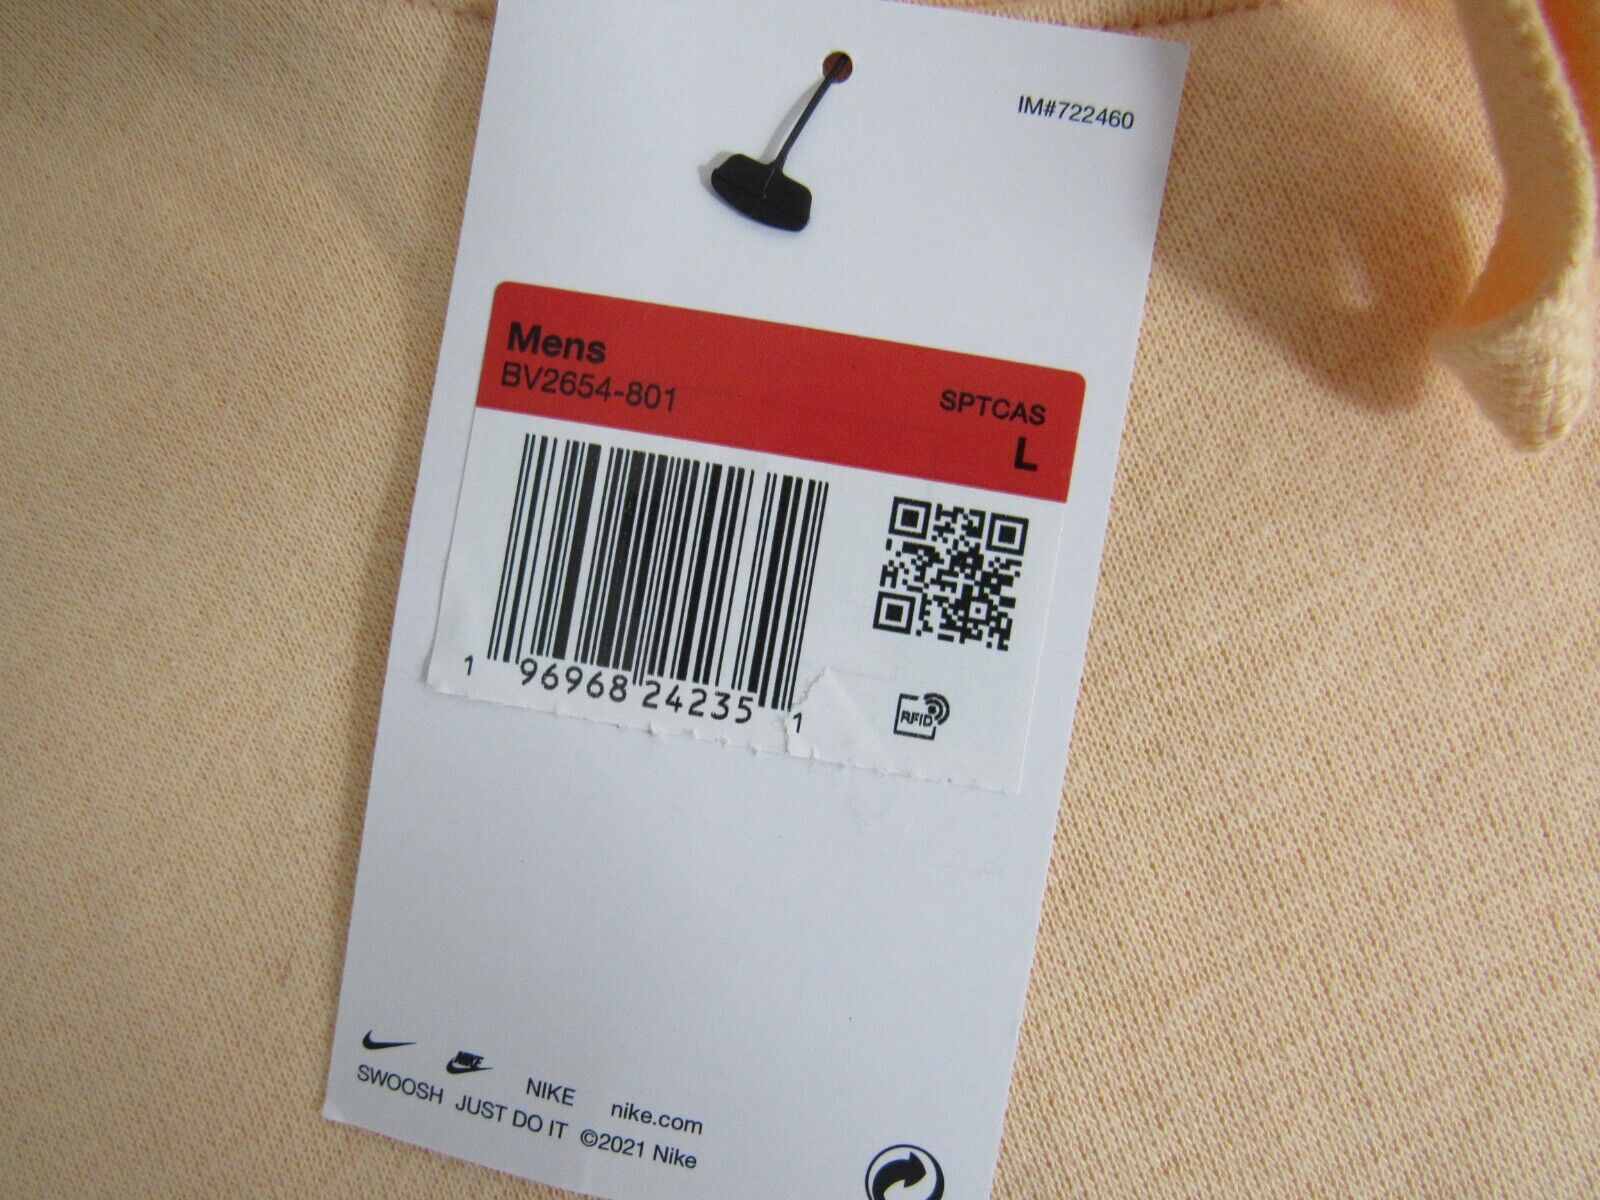 IM#722460
Mens
BV2654-801
SPTCAS
L
1 96968 24235 1
RFID
NIKE
NIKE nike.com
SWOOSH JUST DO IT ©2021 Nike